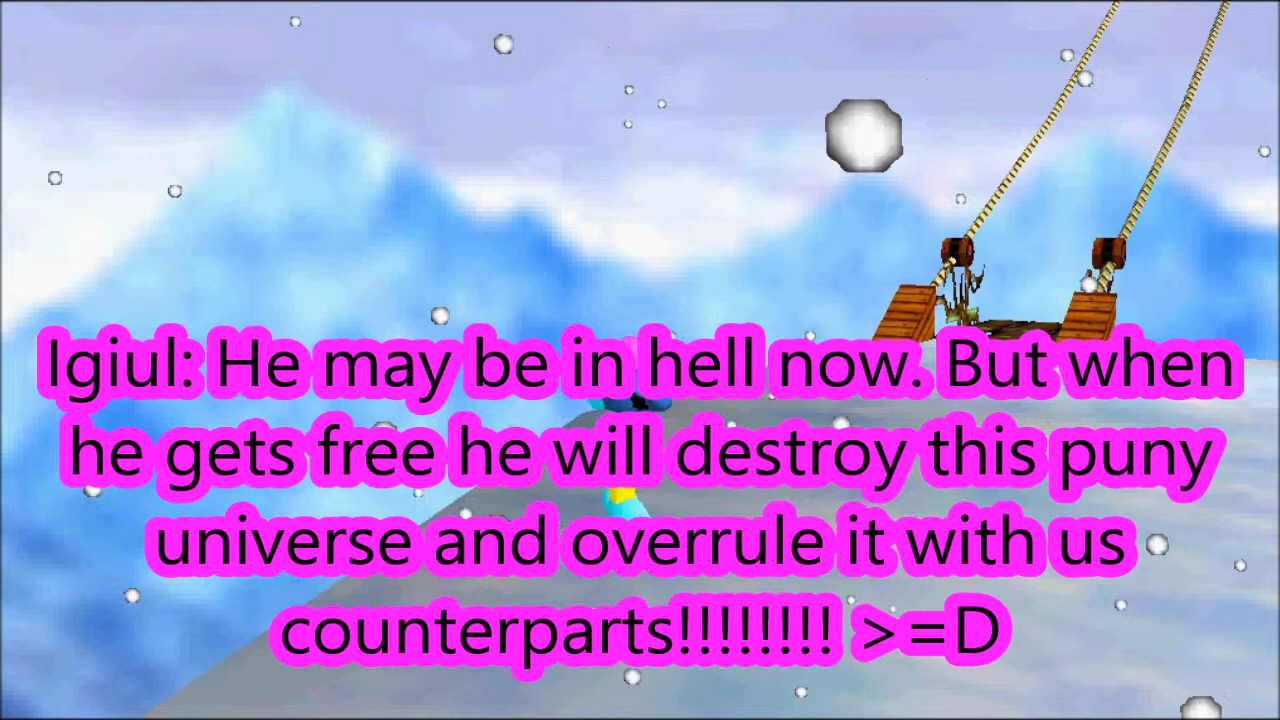 Igiul: He may be in hell now. But when
he gets free he will destroy this puny
universe and overrule it with us
counterparts!!!!!!!! >=D